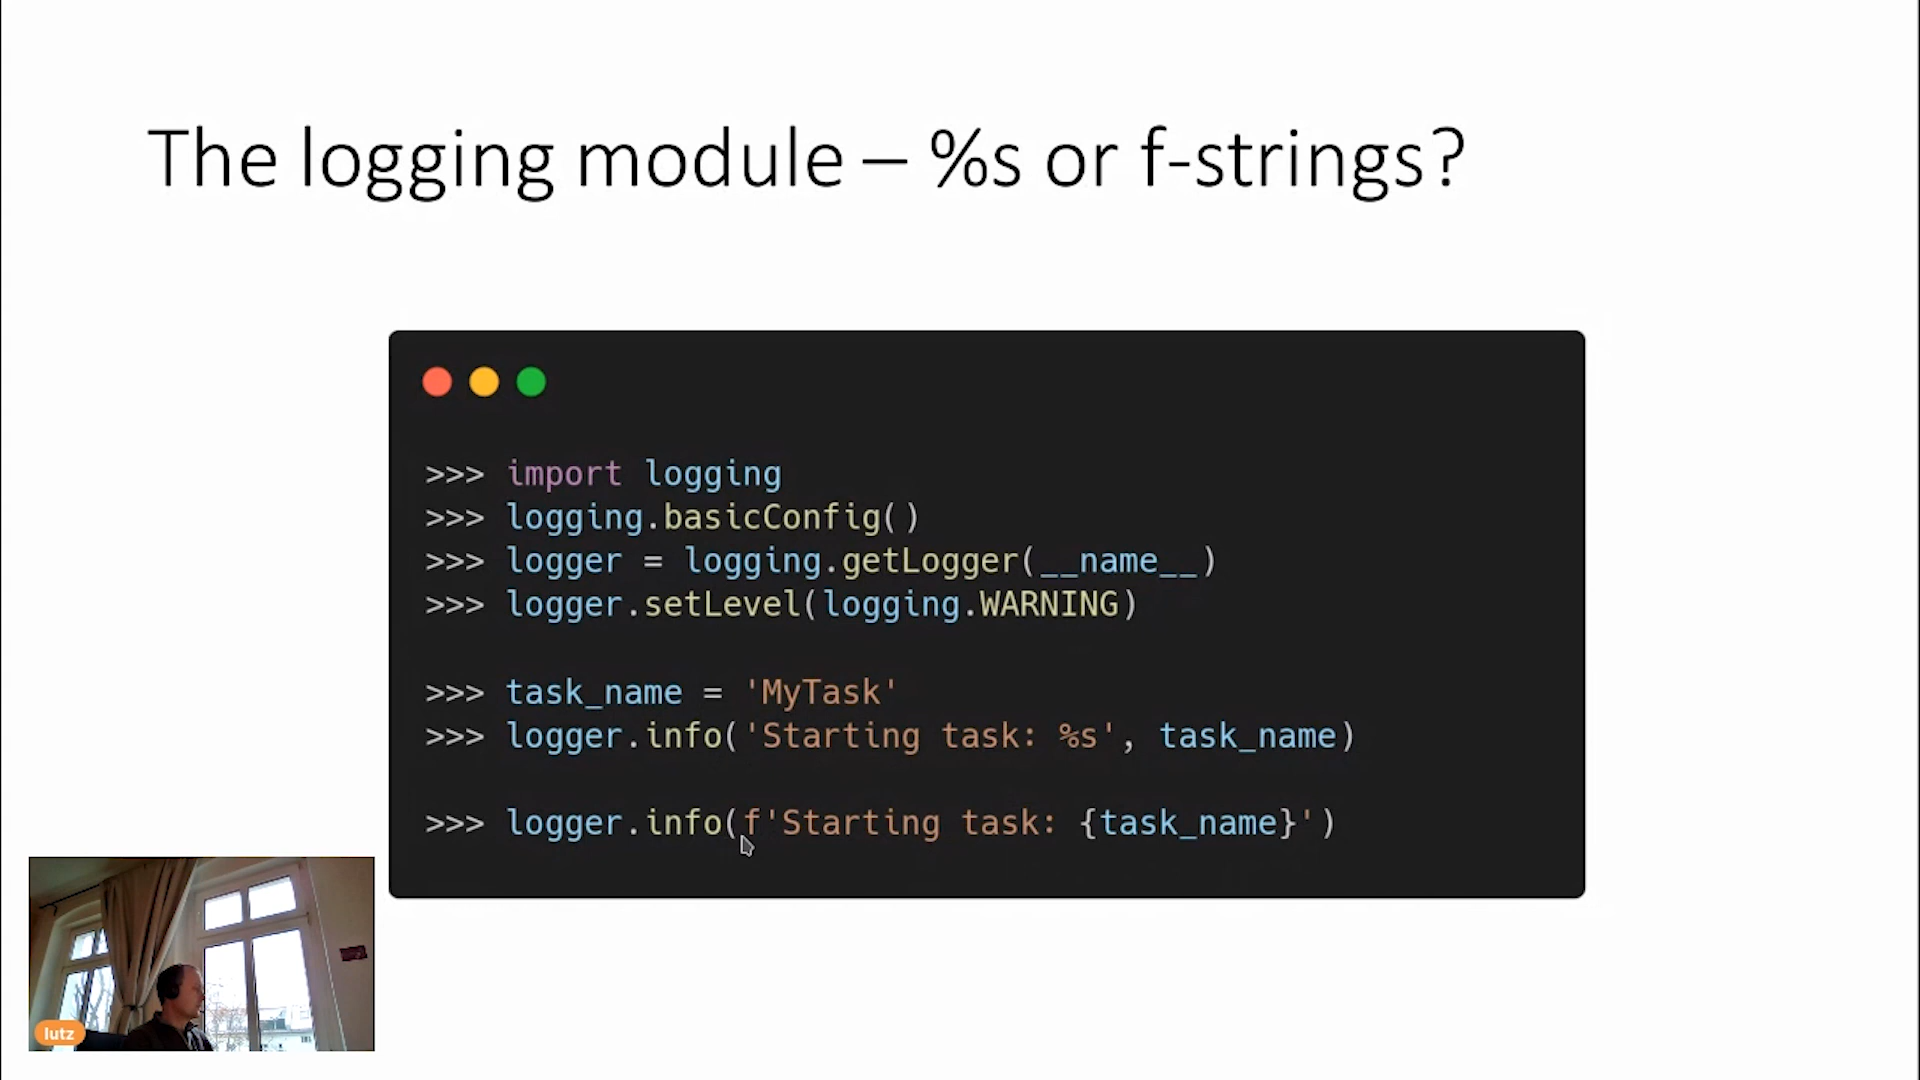 The logging module – %s or f-strings?
>>> import logging
>>> logging.basicConfig()
>>> logger = logging.getLogger(__name__)
>>> logger.setLevel(logging.WARNING)
>>> task_name = 'MyTask'
>>> logger.info('Starting task: %s', task_name)
>>> logger.info(f'Starting task: {task_name}')
lutz